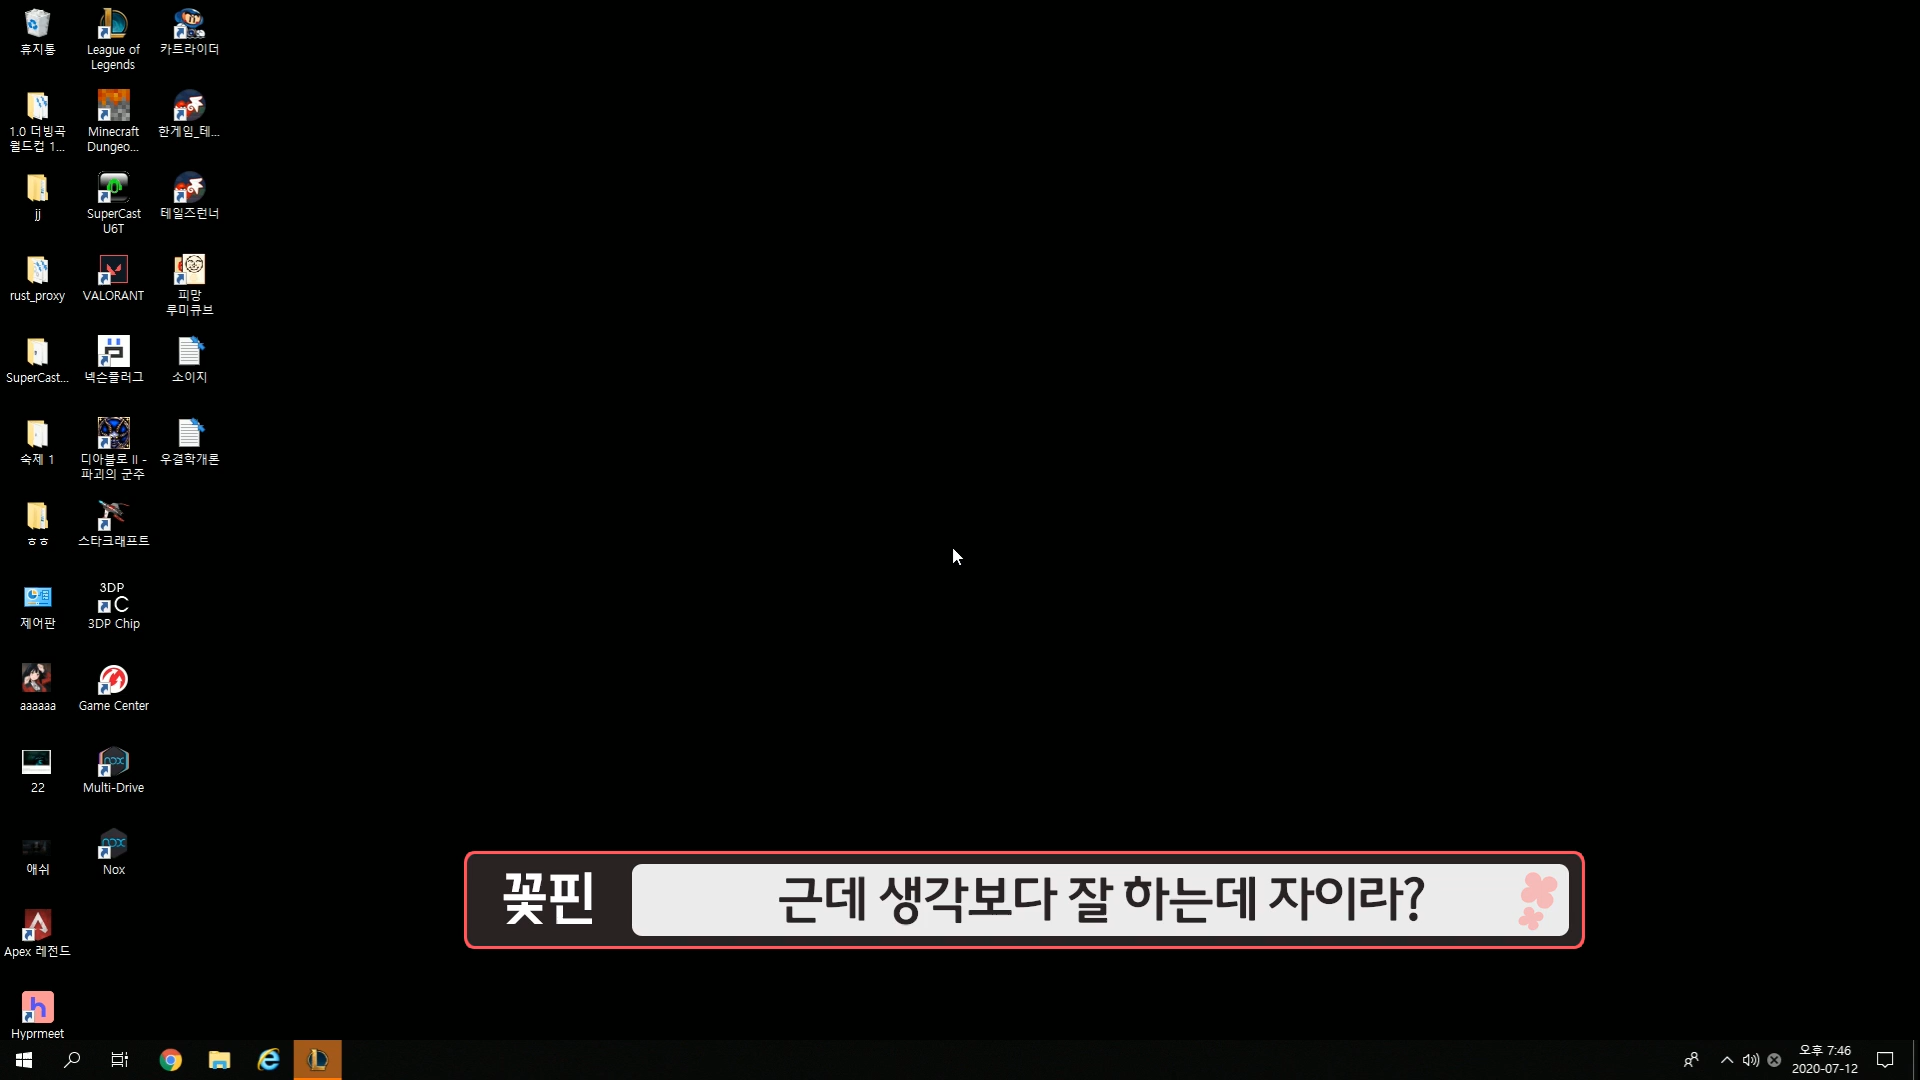 휴지통
League of
Legends
카트라이더
1.0 더빙곡
월드컵 1...
Minecraft
Dungeo...
한게임_테...
jj
SuperCast
U6T
테일즈런너
rust_proxy
VALORANT
피망
루미큐브
SuperCast...
넥슨플러그
소이지
숙제 1
디아블로 II -
파괴의 군주
우결학개론
ㅎㅎ
스타크래프트
제어판
3DP
C
3DP Chip
aaaaaa
Game Center
22
nox
Multi-Drive
애쉬
nox
Nox
Apex 레전드
h
Hyprmeet
꽃핀
근데 생각보다 잘 하는데 자이라?
오후 7:46
2020-07-12